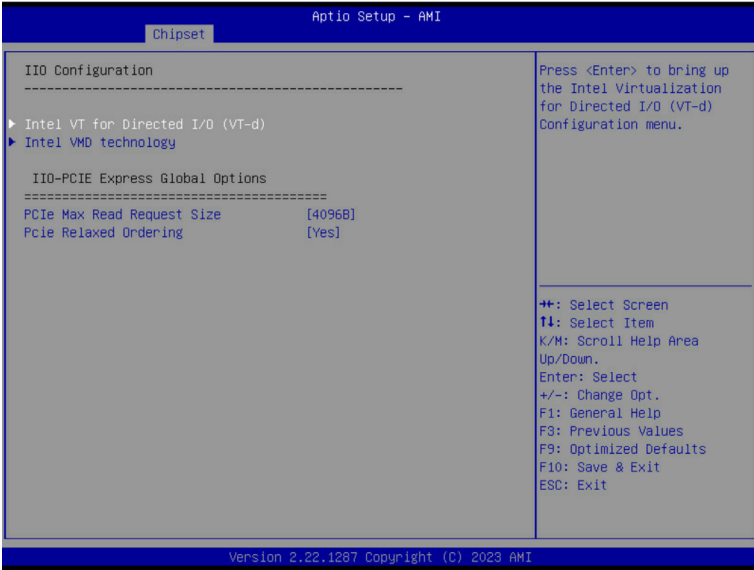 Aptio Setup – AMI
Chipset
IIO Configuration
--------------------------------------------------
Intel VT for Directed I/O (VT-d)
Intel VMD technology
IIO-PCIE Express Global Options
========================================
PCIe Max Read Request Size [4096B]
Pcie Relaxed Ordering [Yes]
Press <Enter> to bring up
the Intel Virtualization
for Directed I/O (VT-d)
Configuration menu.
→←: Select Screen
↑↓: Select Item
K/M: Scroll Help Area
Up/Down.
Enter: Select
+/-: Change Opt.
F1: General Help
F3: Previous Values
F9: Optimized Defaults
F10: Save & Exit
ESC: Exit
Version 2.22.1287 Copyright (C) 2023 AMI